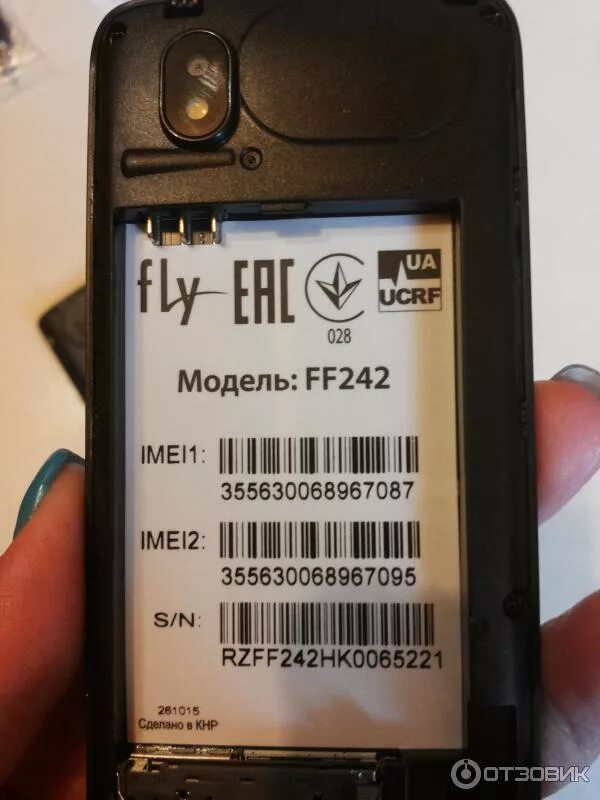 fly EAC UA
UCRF
028
Модель: FF242
IMEI1:
355630068967087
IMEI2:
355630068967095
S/N:
RZFF242HK0065221
261015
Сделано в КНР
ОТЗОВИК